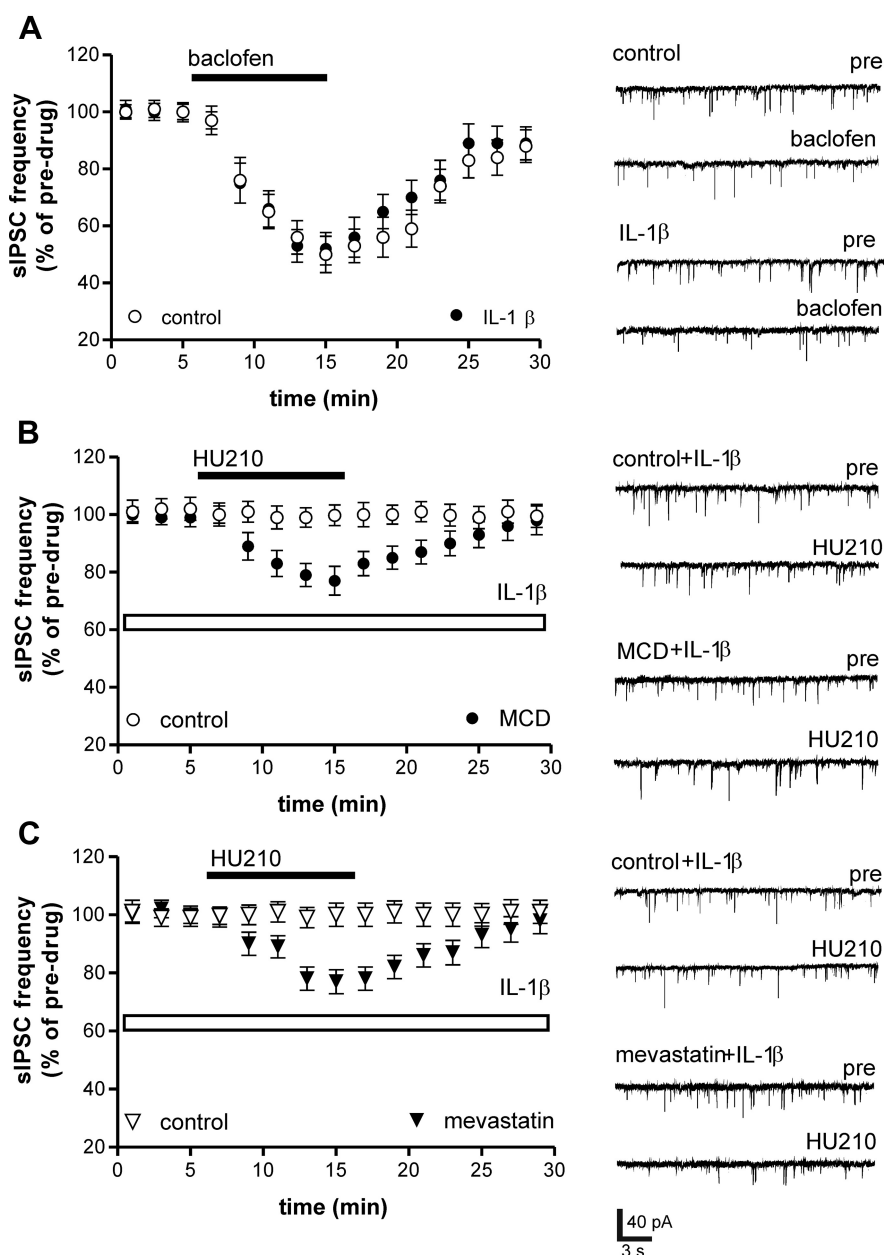 A
baclofen
sIPSC frequency
(% of pre-drug)
120
100
80
60
40
20
control
IL-1 β
0
5
10
15
20
25
30
time (min)
control
pre
baclofen
IL-1β
pre
baclofen
B
HU210
sIPSC frequency
(% of pre-drug)
120
100
80
60
40
20
IL-1β
control
MCD
0
5
10
15
20
25
30
time (min)
control+IL-1β
pre
HU210
MCD+IL-1β
pre
HU210
C
HU210
sIPSC frequency
(% of pre-drug)
120
100
80
60
40
20
IL-1β
control
mevastatin
0
5
10
15
20
25
30
time (min)
control+IL-1β
pre
HU210
mevastatin+IL-1β
pre
HU210
40 pA
3 s